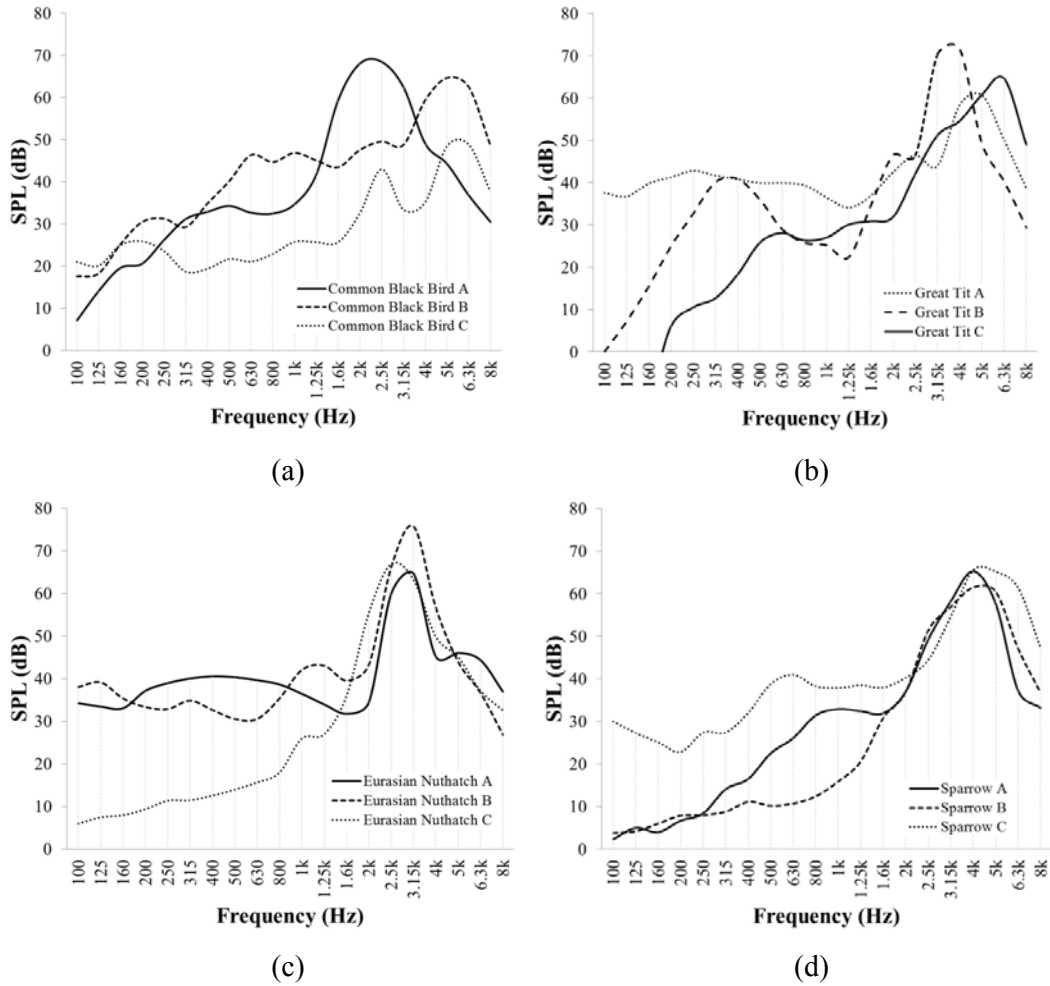 80
70
60
50
40
30
20
10
0
SPL (dB)
Common Black Bird A
Common Black Bird B
Common Black Bird C
100 125 160 200 250 315 400 500 630 800 1k 1.25k 1.6k 2k 2.5k 3.15k 4k 5k 6.3k 8k
Frequency (Hz)
(a)
80
70
60
50
40
30
20
10
0
SPL (dB)
Great Tit A
Great Tit B
Great Tit C
100 125 160 200 250 315 400 500 630 800 1k 1.25k 1.6k 2k 2.5k 3.15k 4k 5k 6.3k 8k
Frequency (Hz)
(b)
80
70
60
50
40
30
20
10
0
SPL (dB)
Eurasian Nuthatch A
Eurasian Nuthatch B
Eurasian Nuthatch C
100 125 160 200 250 315 400 500 630 800 1k 1.25k 1.6k 2k 2.5k 3.15k 4k 5k 6.3k 8k
Frequency (Hz)
(c)
80
70
60
50
40
30
20
10
0
SPL (dB)
Sparrow A
Sparrow B
Sparrow C
100 125 160 200 250 315 400 500 630 800 1k 1.25k 1.6k 2k 2.5k 3.15k 4k 5k 6.3k 8k
Frequency (Hz)
(d)